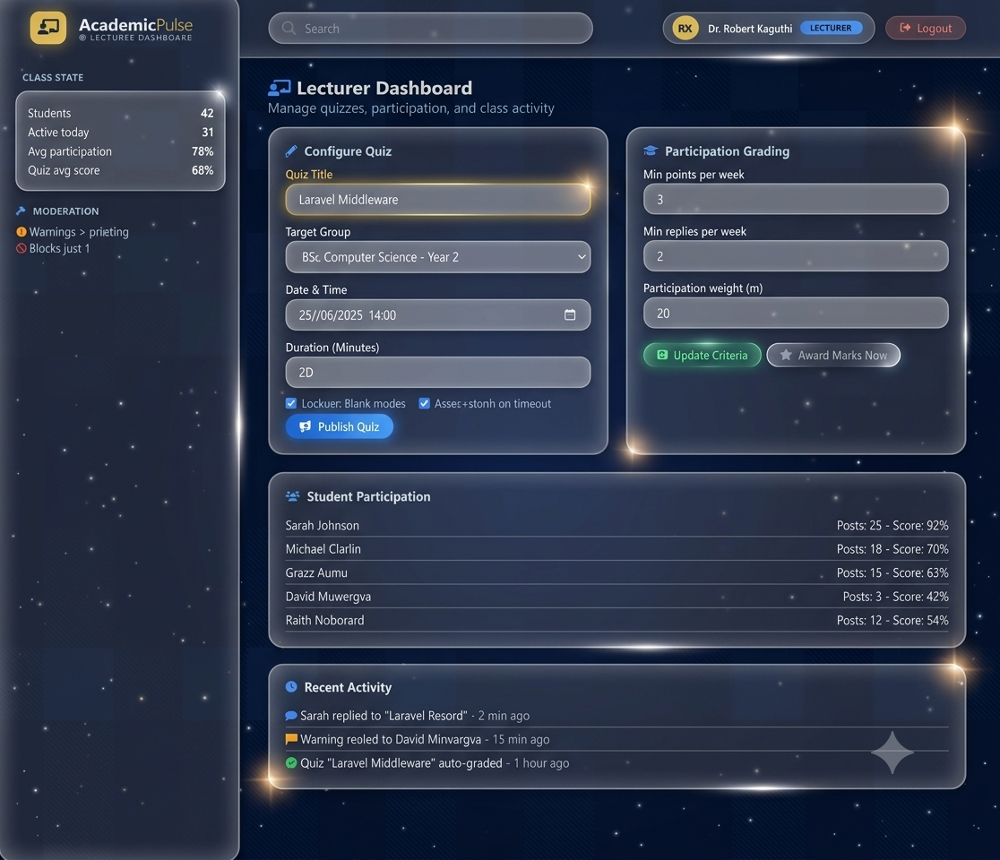 AcademicPulse
® LECTUREE DASHBOARE
CLASS STATE
Students 42
Active today 31
Avg participation 78%
Quiz avg score 68%
MODERATION
Warnings > prieting
Blocks just 1
Search
RX Dr. Robert Kaguthi LECTURER
Logout
Lecturer Dashboard
Manage quizzes, participation, and class activity
Configure Quiz
Quiz Title
Laravel Middleware
Target Group
BSc. Computer Science - Year 2
Date & Time
25//06/2025 14:00
Duration (Minutes)
2D
Lockuer: Blank modes
Assec+stonh on timeout
Publish Qulz
Participation Grading
Min points per week
3
Min replies per week
2
Participation weight (m)
20
Update Criteria
Award Marks Now
Student Participation
Sarah Johnson Posts: 25 - Score: 92%
Michael Clarlin Posts: 18 - Score: 70%
Grazz Aumu Posts: 15 - Score: 63%
David Muwergva Posts: 3 - Score: 42%
Raith Noborard Posts: 12 - Score: 54%
Recent Activity
Sarah replied to "Laravel Resord" - 2 min ago
Warning reoled to David Minvargva - 15 min ago
Quiz "Laravel Middleware" auto-graded - 1 hour ago